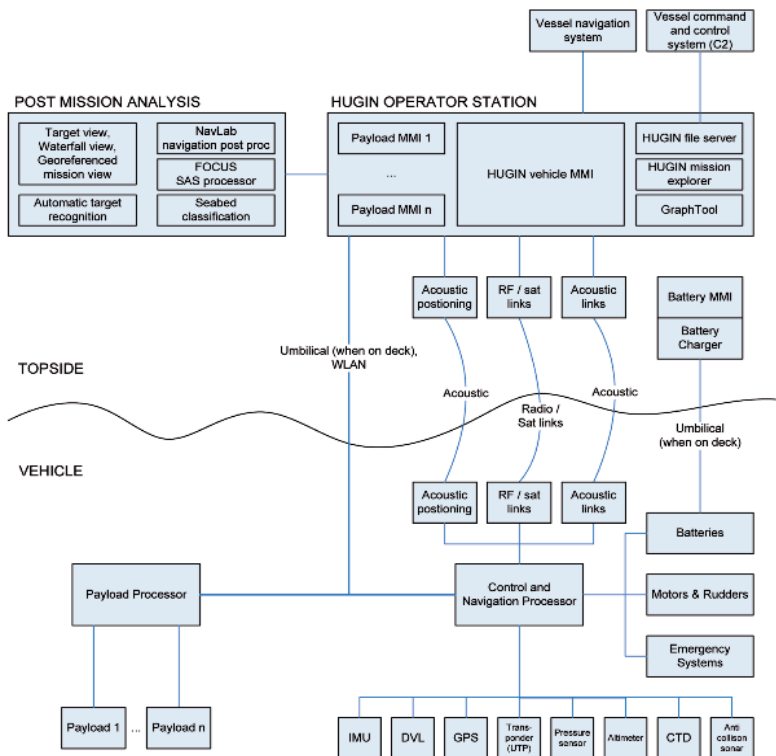 Vessel navigation
system
Vessel command
and control
system (C2)
POST MISSION ANALYSIS
HUGIN OPERATOR STATION
Target view,
Waterfall view,
Georeferenced
mission view
NavLab
navigation post proc
FOCUS
SAS processor
Automatic target
recognition
Seabed
classification
Payload MMI 1
...
Payload MMI n
HUGIN vehicle MMI
HUGIN file server
HUGIN mission
explorer
GraphTool
Acoustic
postioning
RF / sat
links
Acoustic
links
Battery MMI
Battery
Charger
Umbilical (when on deck),
WLAN
TOPSIDE
Acoustic
Radio /
Sat links
Acoustic
Umbilical
(when on deck)
VEHICLE
Acoustic
positioning
RF / sat
links
Acoustic
links
Batteries
Payload Processor
Control and
Navigation Processor
Motors & Rudders
Emergency
Systems
Payload 1
...
Payload n
IMU
DVL
GPS
Trans-
ponder
(UTP)
Pressure
sensor
Altimeter
CTD
Anti
collison
sonar